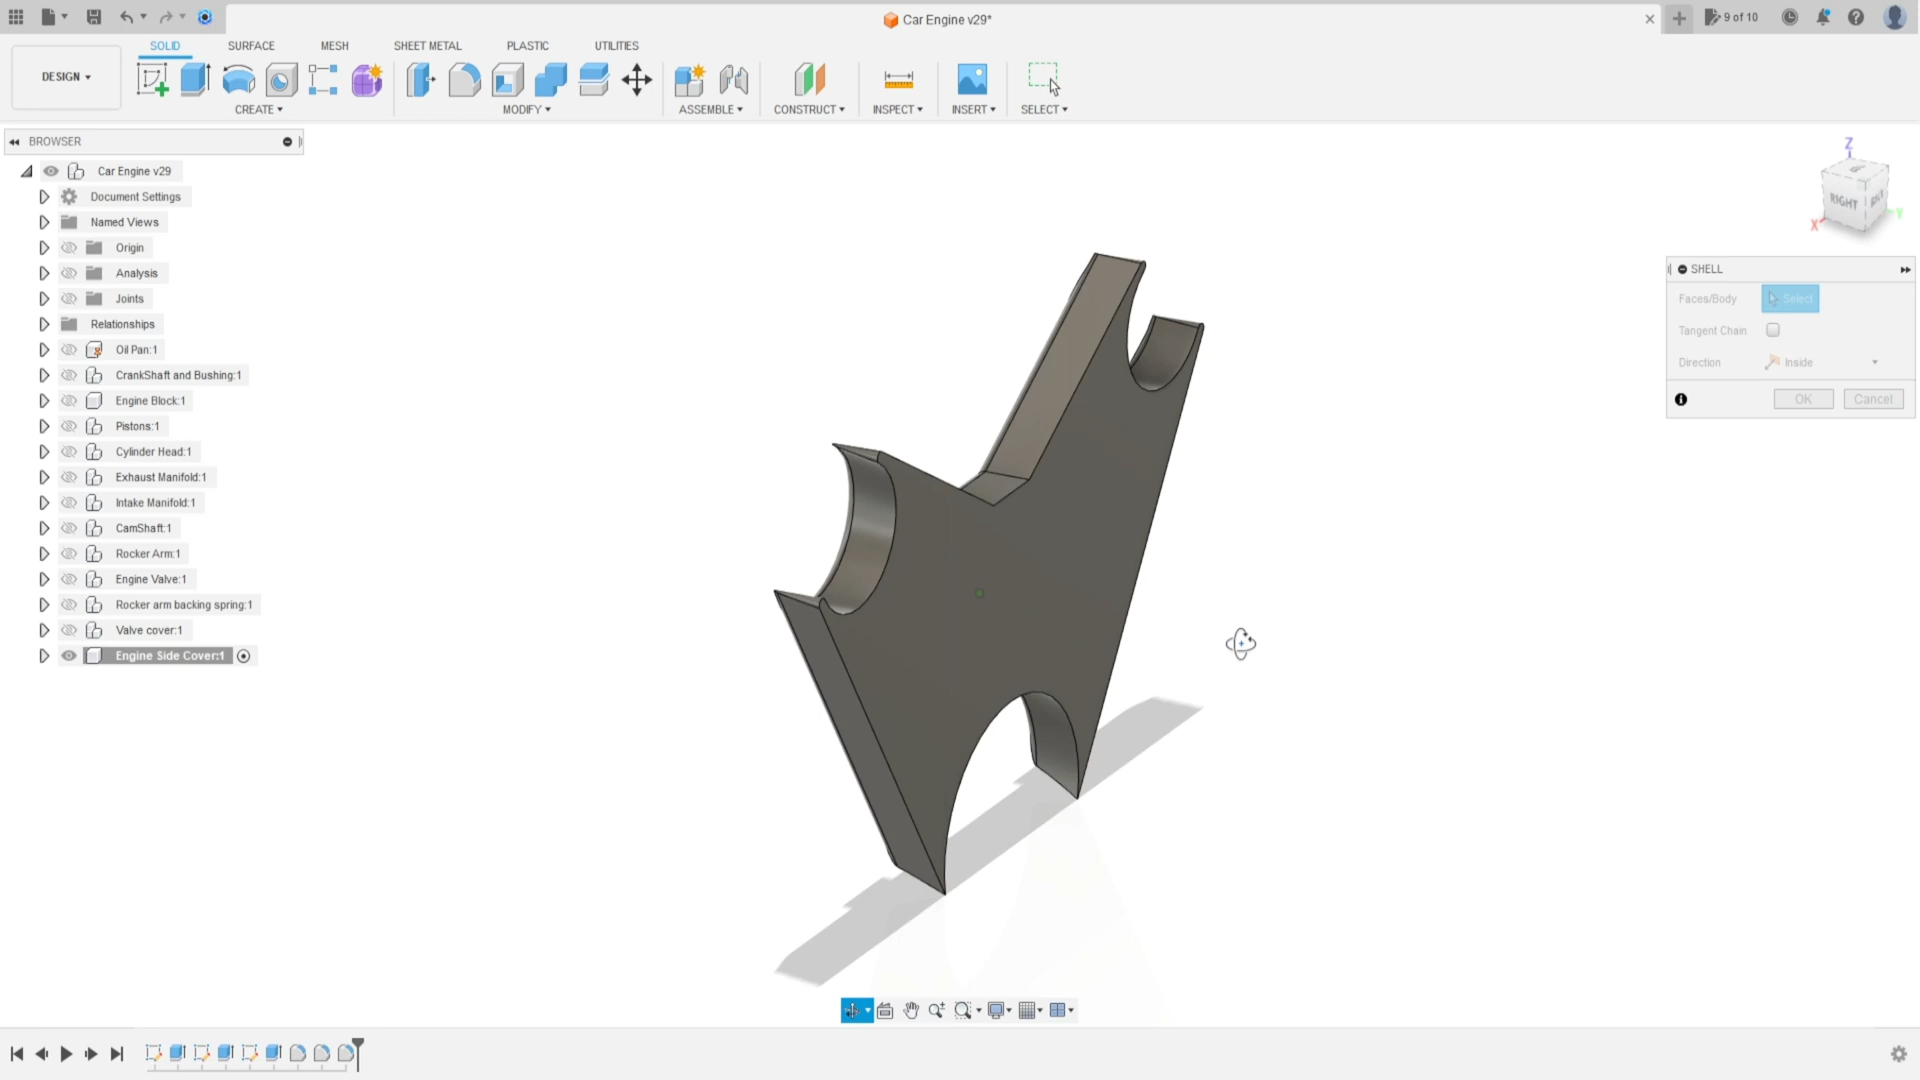 Car Engine v29*
9 of 10
SOLID
SURFACE
MESH
SHEET METAL
PLASTIC
UTILITIES
DESIGN
CREATE
MODIFY
ASSEMBLE
CONSTRUCT
INSPECT
INSERT
SELECT
BROWSER
Car Engine v29
Document Settings
Named Views
Origin
Analysis
Joints
Relationships
Oil Pan:1
CrankShaft and Bushing:1
Engine Block:1
Pistons:1
Cylinder Head:1
Exhaust Manifold:1
Intake Manifold:1
CamShaft:1
Rocker Arm:1
Engine Valve:1
Rocker arm backing spring:1
Valve cover:1
Engine Side Cover:1
Z
RIGHT
X
Y
SHELL
Faces/Body
Select
Tangent Chain
Direction
Inside
OK
Cancel